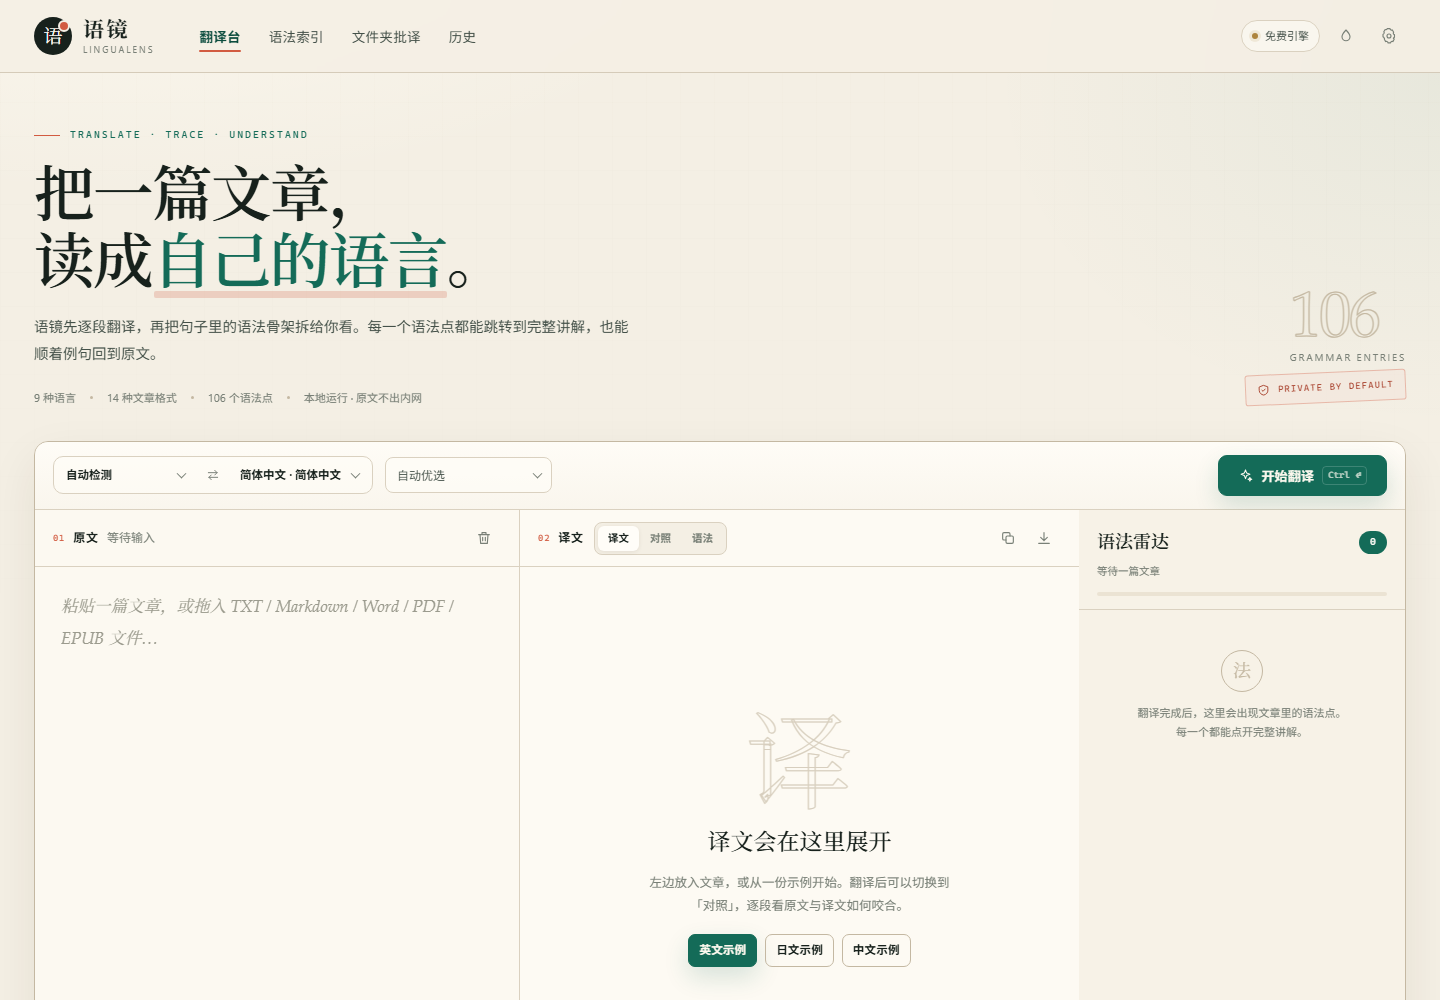 语
语镜
LINGUALENS
翻译台
语法索引
文件夹批译
历史
免费引擎
TRANSLATE · TRACE · UNDERSTAND
把一篇文章,
读成自己的语言。
语镜先逐段翻译，再把句子里的语法骨架拆给你看。每一个语法点都能跳转到完整讲解，也能
顺着例句回到原文。
9 种语言 • 14 种文章格式 • 106 个语法点 • 本地运行 · 原文不出内网
106
GRAMMAR ENTRIES
PRIVATE BY DEFAULT
自动检测
简体中文 · 简体中文
自动优选
开始翻译 Ctrl ⏎
01 原文 等待输入
02 译文
译文 对照 语法
语法雷达
0
等待一篇文章
粘贴一篇文章，或拖入 TXT / Markdown / Word / PDF /
EPUB 文件…
法
翻译完成后，这里会出现文章里的语法点。
每一个都能点开完整讲解。
译
译文会在这里展开
左边放入文章，或从一份示例开始。翻译后可以切换到
「对照」，逐段看原文与译文如何咬合。
英文示例
日文示例
中文示例